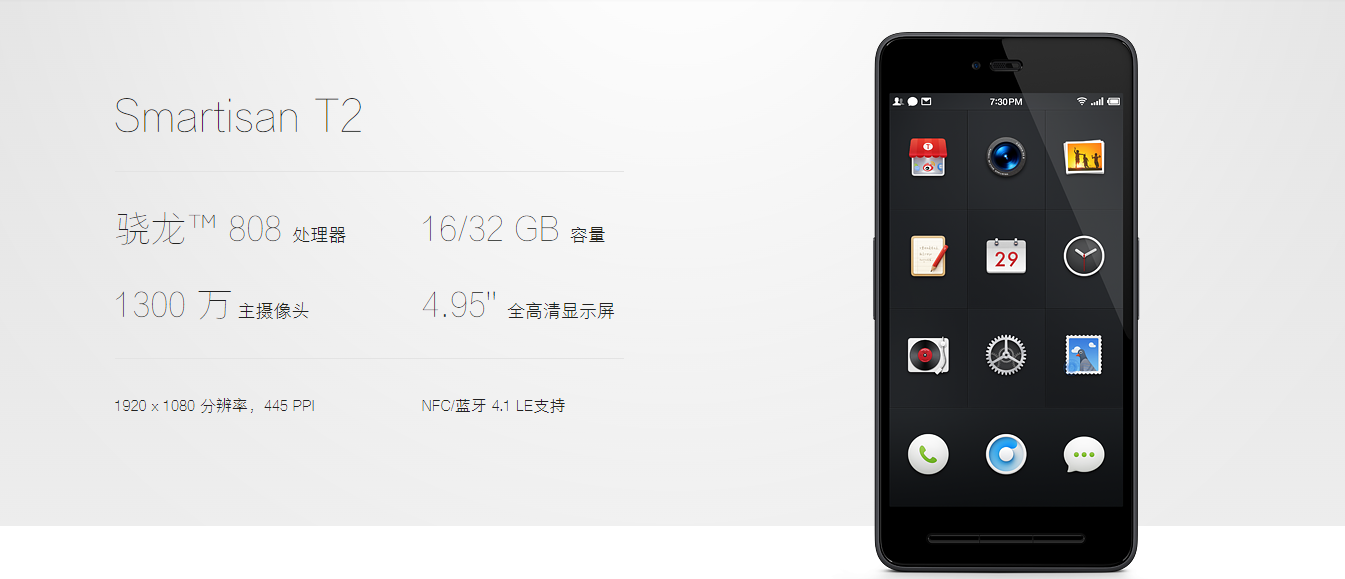 Smartisan T2
骁龙™ 808 处理器
16/32 GB 容量
1300 万 主摄像头
4.95" 全高清显示屏
1920 x 1080 分辨率，445 PPI
NFC/蓝牙 4.1 LE支持
7:30PM
T
29